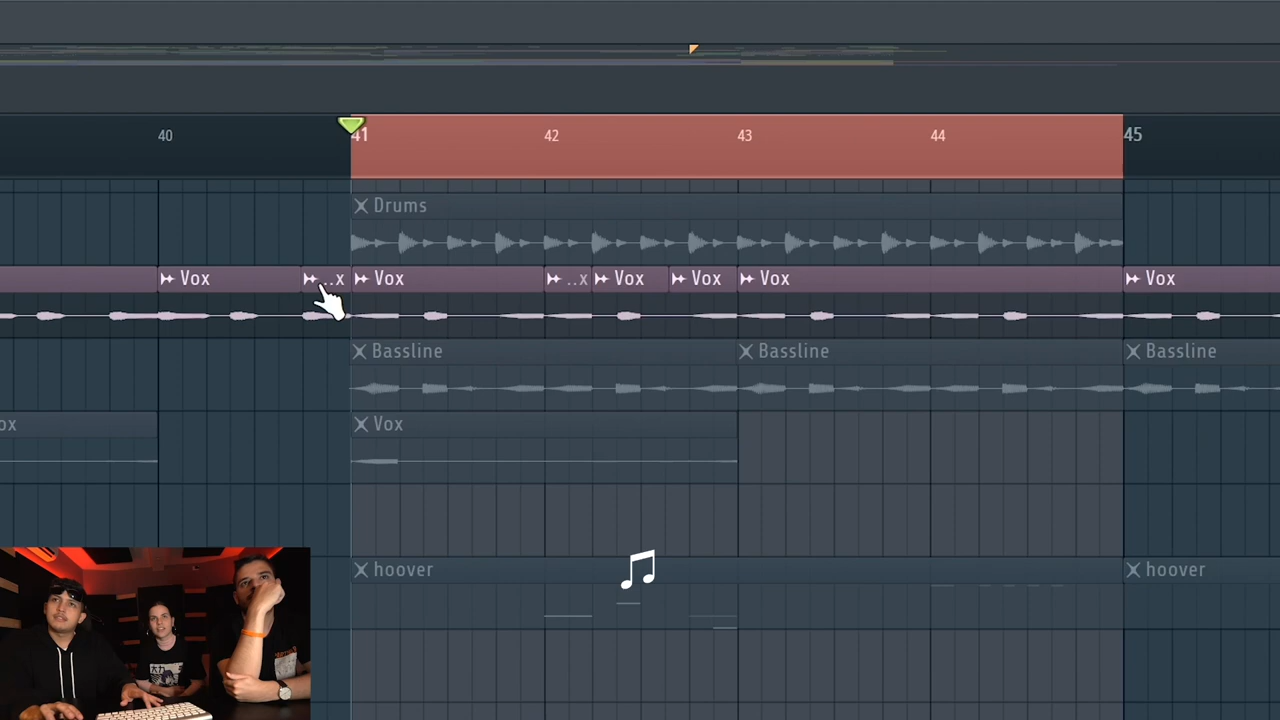 40 41 42 43 44 45
Drums
Vox ..x Vox ..x Vox Vox Vox Vox
Bassline Bassline Bassline
ox Vox
hoover hoover